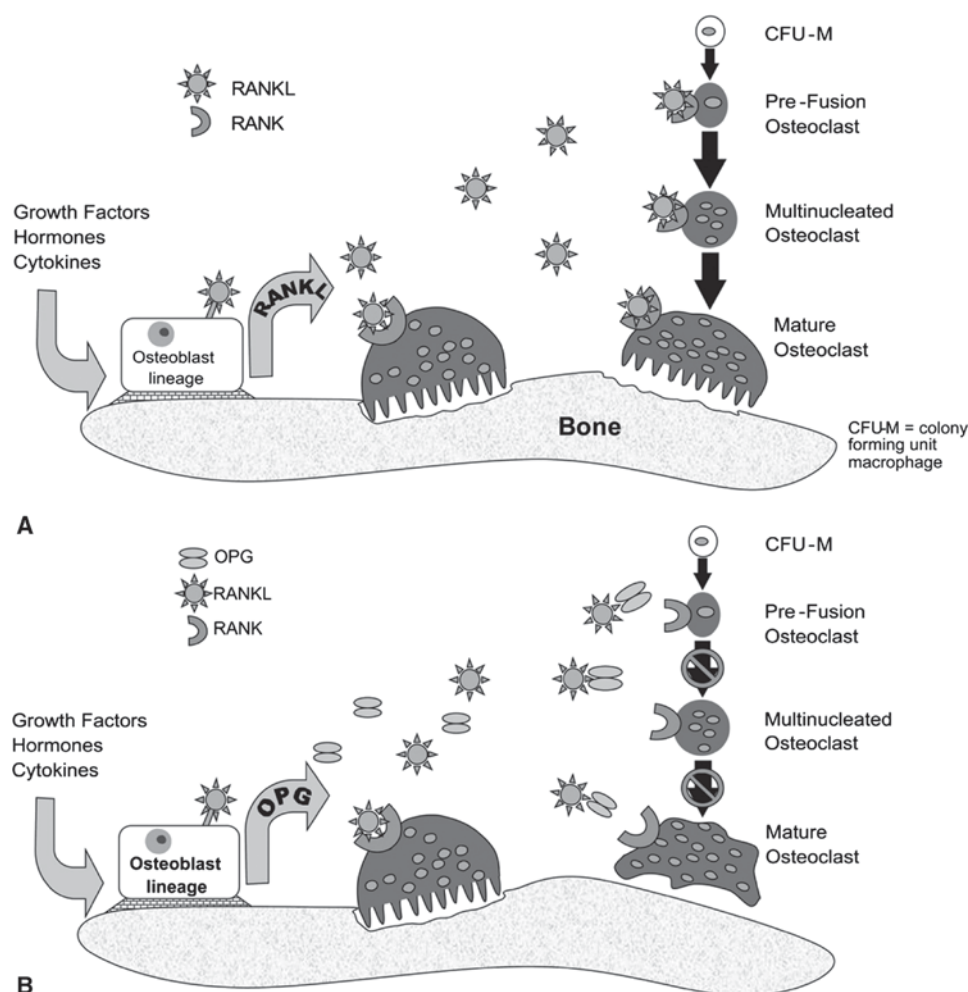 CFU-M
RANKL
RANK
Pre-Fusion
Osteoclast
Growth Factors
Hormones
Cytokines
Multinucleated
Osteoclast
RANKL
Osteoblast
lineage
Mature
Osteoclast
Bone
CFU-M = colony
forming unit
macrophage
A
OPG
RANKL
RANK
CFU-M
Pre-Fusion
Osteoclast
Growth Factors
Hormones
Cytokines
Multinucleated
Osteoclast
OPG
Osteoblast
lineage
Mature
Osteoclast
B